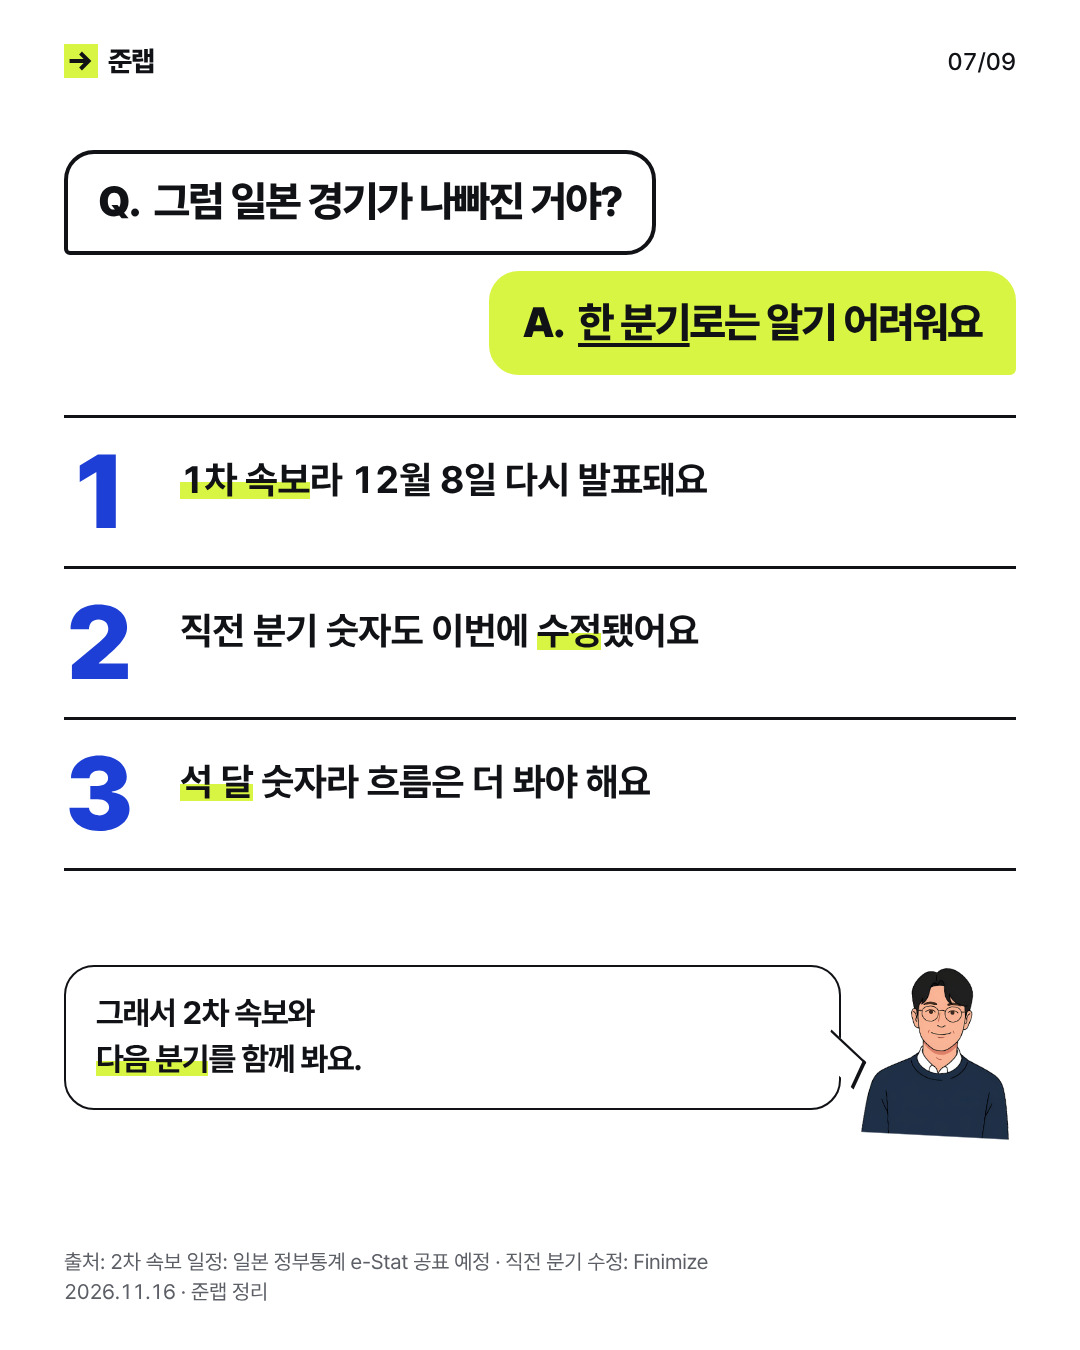 준랩
07/09
Q. 그럼 일본 경기가 나빠진 거야?
A. 한 분기로는 알기 어려워요
1 1차 속보라 12월 8일 다시 발표돼요
2 직전 분기 숫자도 이번에 수정됐어요
3 석 달 숫자라 흐름은 더 봐야 해요
그래서 2차 속보와
다음 분기를 함께 봐요.
출처: 2차 속보 일정: 일본 정부통계 e-Stat 공표 예정 · 직전 분기 수정: Finimize
2026.11.16 · 준랩 정리